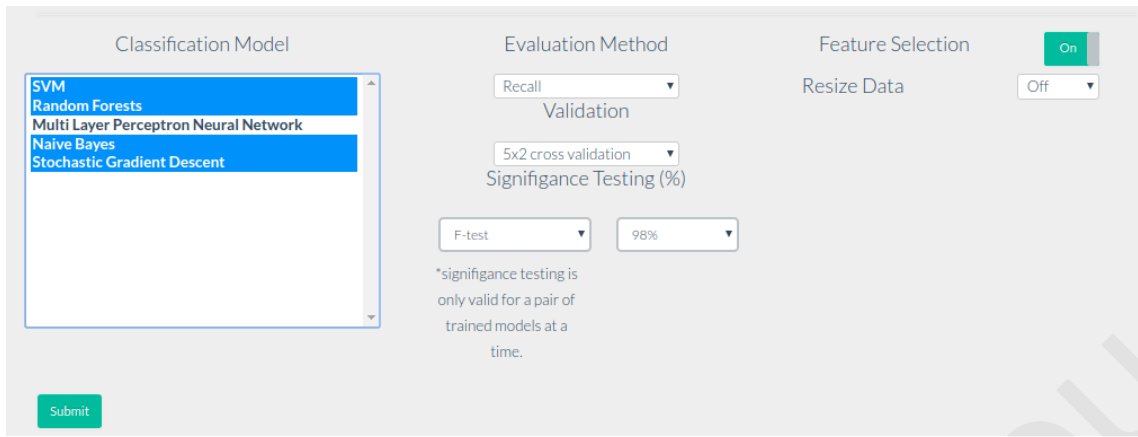 Classification Model
SVM
Random Forests
Multi Layer Perceptron Neural Network
Naive Bayes
Stochastic Gradient Descent
Evaluation Method
Recall
Validation
5x2 cross validation
Signifigance Testing (%)
F-test
98%
*signifigance testing is
only valid for a pair of
trained models at a
time.
Feature Selection
On
Resize Data
Off
Submit